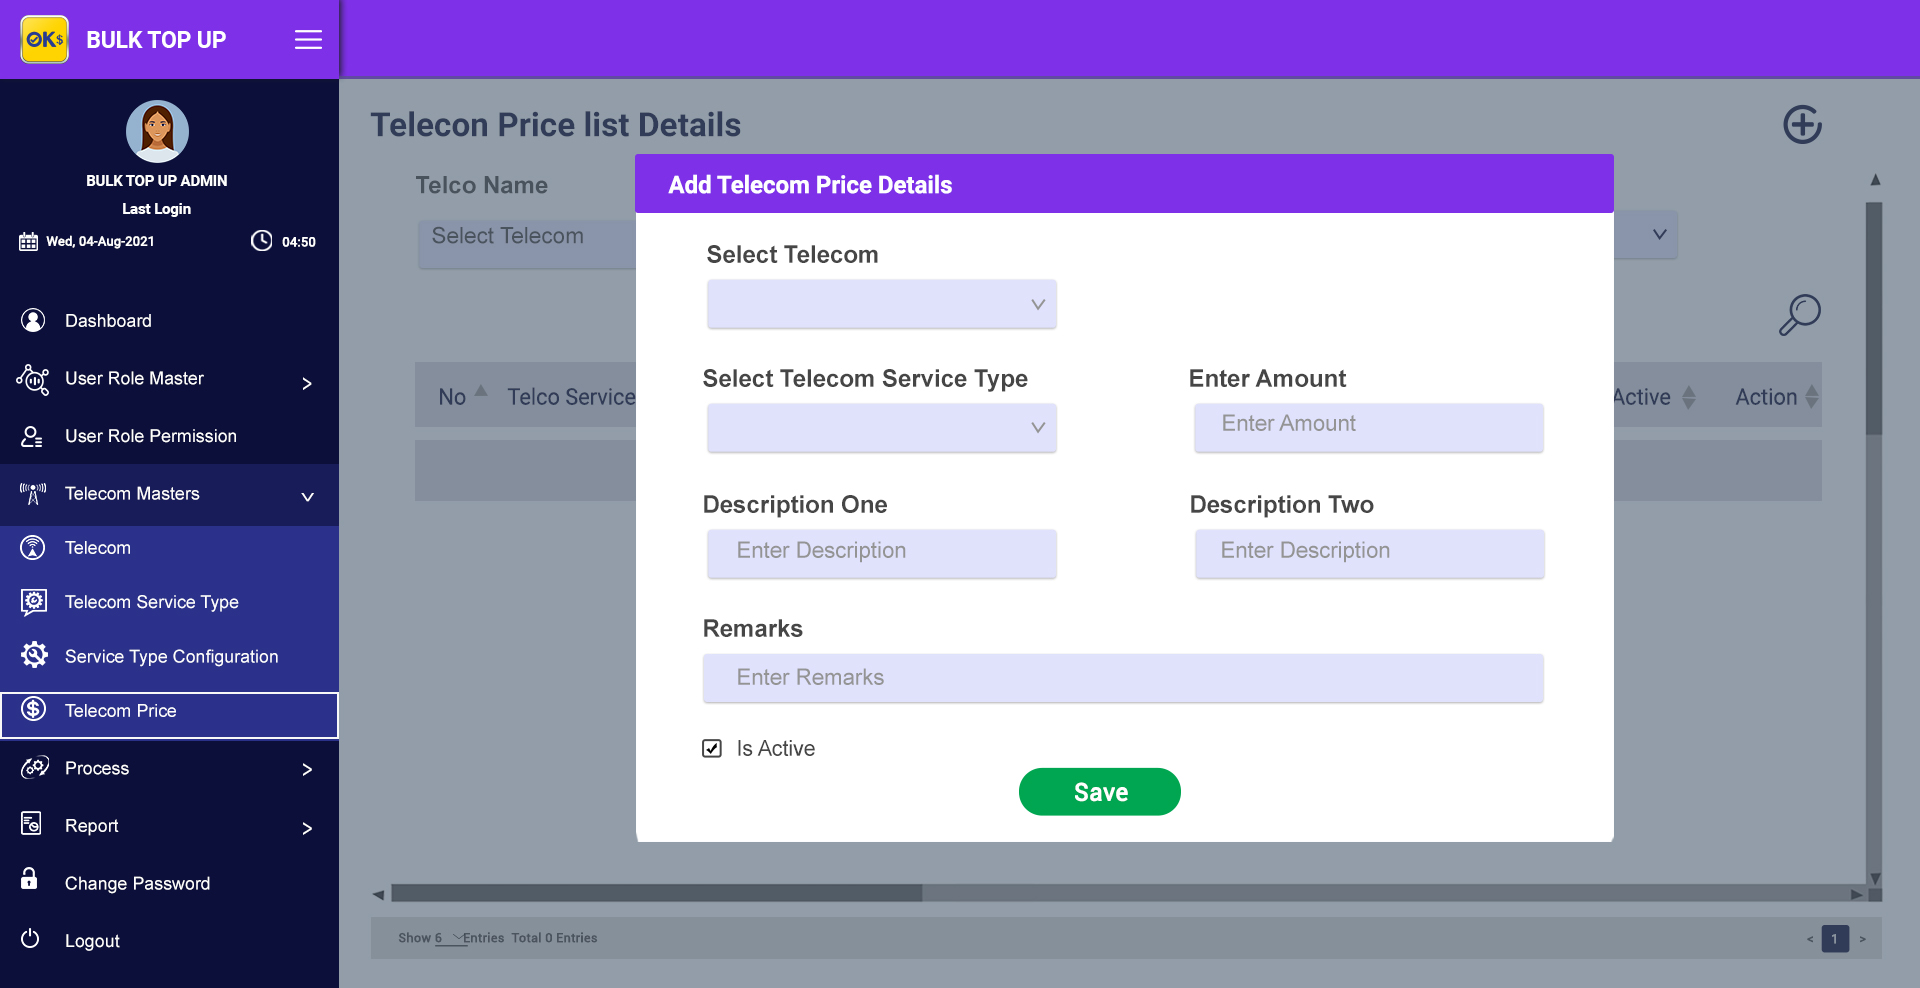 OK$
BULK TOP UP
BULK TOP UP ADMIN
Last Login
Wed, 04-Aug-2021
04:50
Dashboard
User Role Master
User Role Permission
Telecom Masters
Telecom
Telecom Service Type
Service Type Configuration
Telecom Price
Process
Report
Change Password
Logout
Telecon Price list Details
Telco Name
Select Telecom
No
Telco Service
Active
Action
Add Telecom Price Details
Select Telecom
Select Telecom Service Type
Enter Amount
Enter Amount
Description One
Description Two
Enter Description
Enter Description
Remarks
Enter Remarks
Is Active
Save
Show 6 Entries Total 0 Entries
< 1 >